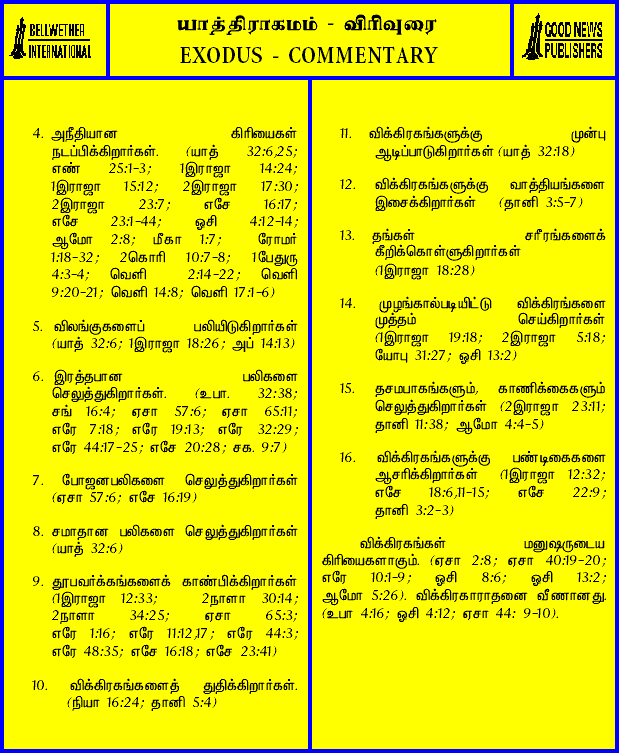 BELLWETHER
INTERNATIONAL
யாத்திராகமம் - விரிவுரை
EXODUS - COMMENTARY
GOOD NEWS
PUBLISHERS
4. அநீதியான கிரியைகள்
நடப்பிக்கிறார்கள். (யாத் 32:6,25;
எண் 25:1-3; 1இராஜா 14:24;
1இராஜா 15:12; 2இராஜா 17:30;
2இராஜா 23:7; எசே 16:17;
எசே 23:1-44; ஓசி 4:12-14;
ஆமோ 2:8; மீகா 1:7; ரோமர்
1:18-32; 2கொரி 10:7-8; 1பேதுரு
4:3-4; வெளி 2:14-22; வெளி
9:20-21; வெளி 14:8; வெளி 17:1-6)
5. விலங்குகளைப் பலியிடுகிறார்கள்
(யாத் 32:6; 1இராஜா 18:26; அப் 14:13)
6. இரத்தபான பலிகளை
செலுத்துகிறார்கள். (உபா. 32:38;
சங் 16:4; ஏசா 57:6; ஏசா 65:11;
எரே 7:18; எரே 19:13; எரே 32:29;
எரே 44:17-25; எசே 20:28; சக. 9:7)
7. போஜனபலிகளை செலுத்துகிறார்கள்
(ஏசா 57:6; எசே 16:19)
8. சமாதான பலிகளை செலுத்துகிறார்கள்
(யாத் 32:6)
9. தூபவர்க்கங்களைக் காண்பிக்கிறார்கள்
(1இராஜா 12:33; 2நாளா 30:14;
2நாளா 34:25; ஏசா 65:3;
எரே 1:16; எரே 11:12,17; எரே 44:3;
எரே 48:35; எசே 16:18; எசே 23:41)
10. விக்கிரகங்களைத் துதிக்கிறார்கள்.
(நியா 16:24; தானி 5:4)
11. விக்கிரகங்களுக்கு முன்பு
ஆடிப்பாடுகிறார்கள் (யாத் 32:18)
12. விக்கிரகங்களுக்கு வாத்தியங்களை
இசைக்கிறார்கள் (தானி 3:5-7)
13. தங்கள் சரீரங்களைக்
கீறிக்கொள்ளுகிறார்கள்
(1இராஜா 18:28)
14. முழங்கால்படியிட்டு விக்கிரங்களை
முத்தம் செய்கிறார்கள்
(1இராஜா 19:18; 2இராஜா 5:18;
யோபு 31:27; ஓசி 13:2)
15. தசமபாகங்களும், காணிக்கைகளும்
செலுத்துகிறார்கள் (2இராஜா 23:11;
தானி 11:38; ஆமோ 4:4-5)
16. விக்கிரகங்களுக்கு பண்டிகைகளை
ஆசரிக்கிறார்கள் (1இராஜா 12:32;
எசே 18:6,11-15; எசே 22:9;
தானி 3:2-3)
விக்கிரகங்கள் மனுஷருடைய
கிரியைகளாகும். (ஏசா 2:8; ஏசா 40:19-20;
எரே 10:1-9; ஓசி 8:6; ஓசி 13:2;
ஆமோ 5:26). விக்கிரகாராதனை வீணானது.
(உபா 4:16; ஓசி 4:12; ஏசா 44: 9-10).